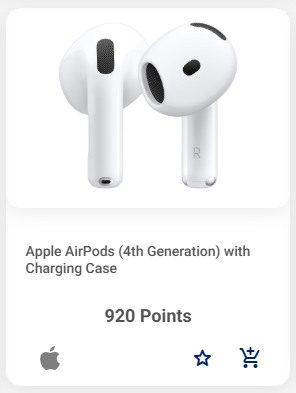 R
Apple AirPods (4th Generation) with
Charging Case
920 Points